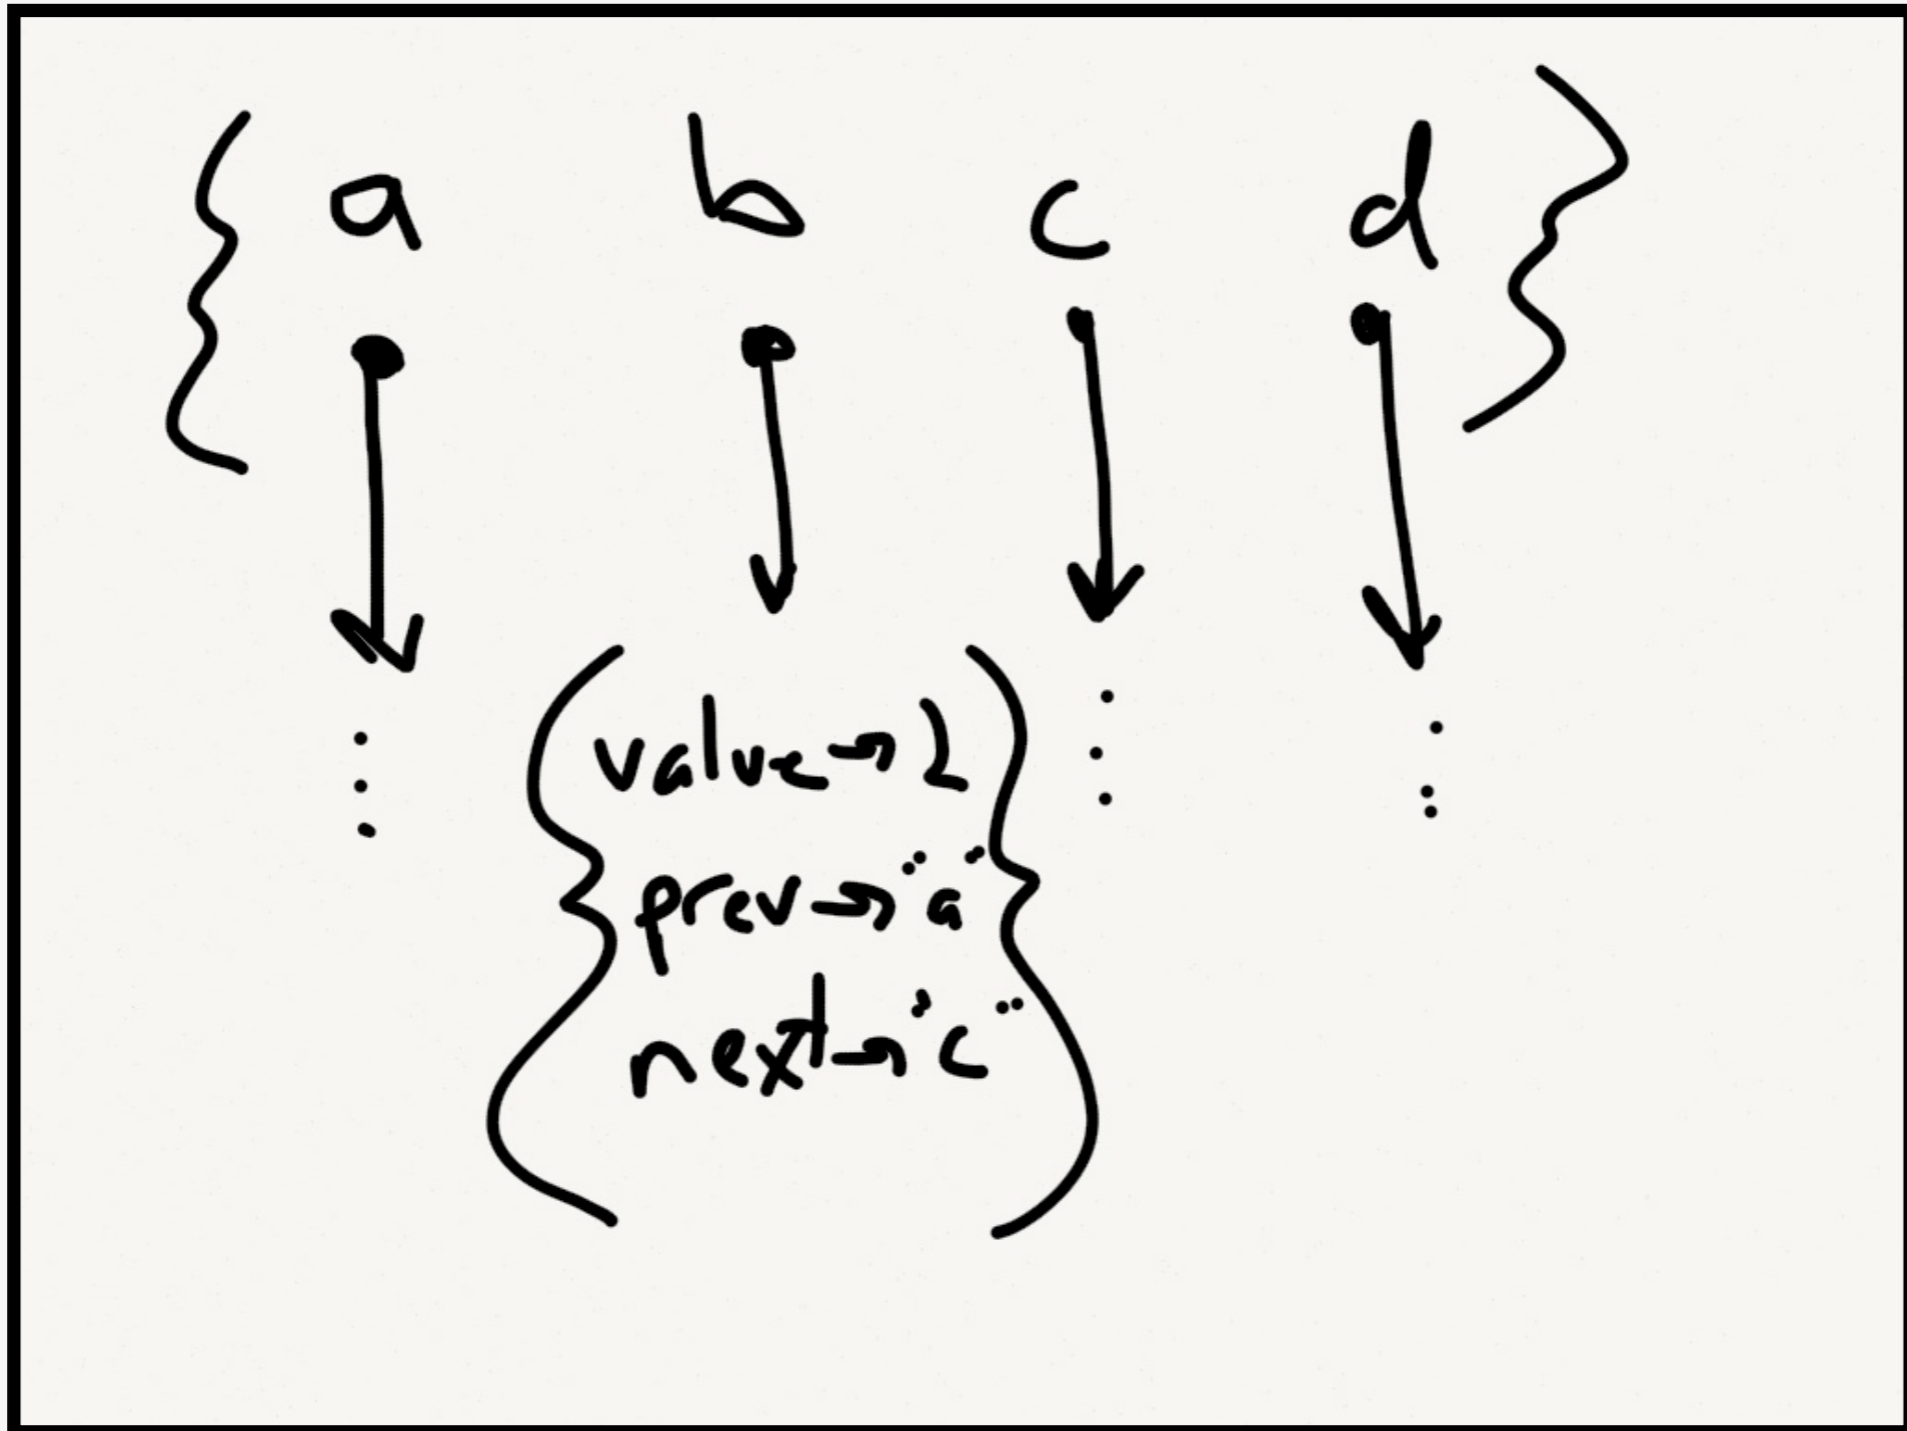 { a b c d }
{ value → 2
prev → "a"
next → "c" }